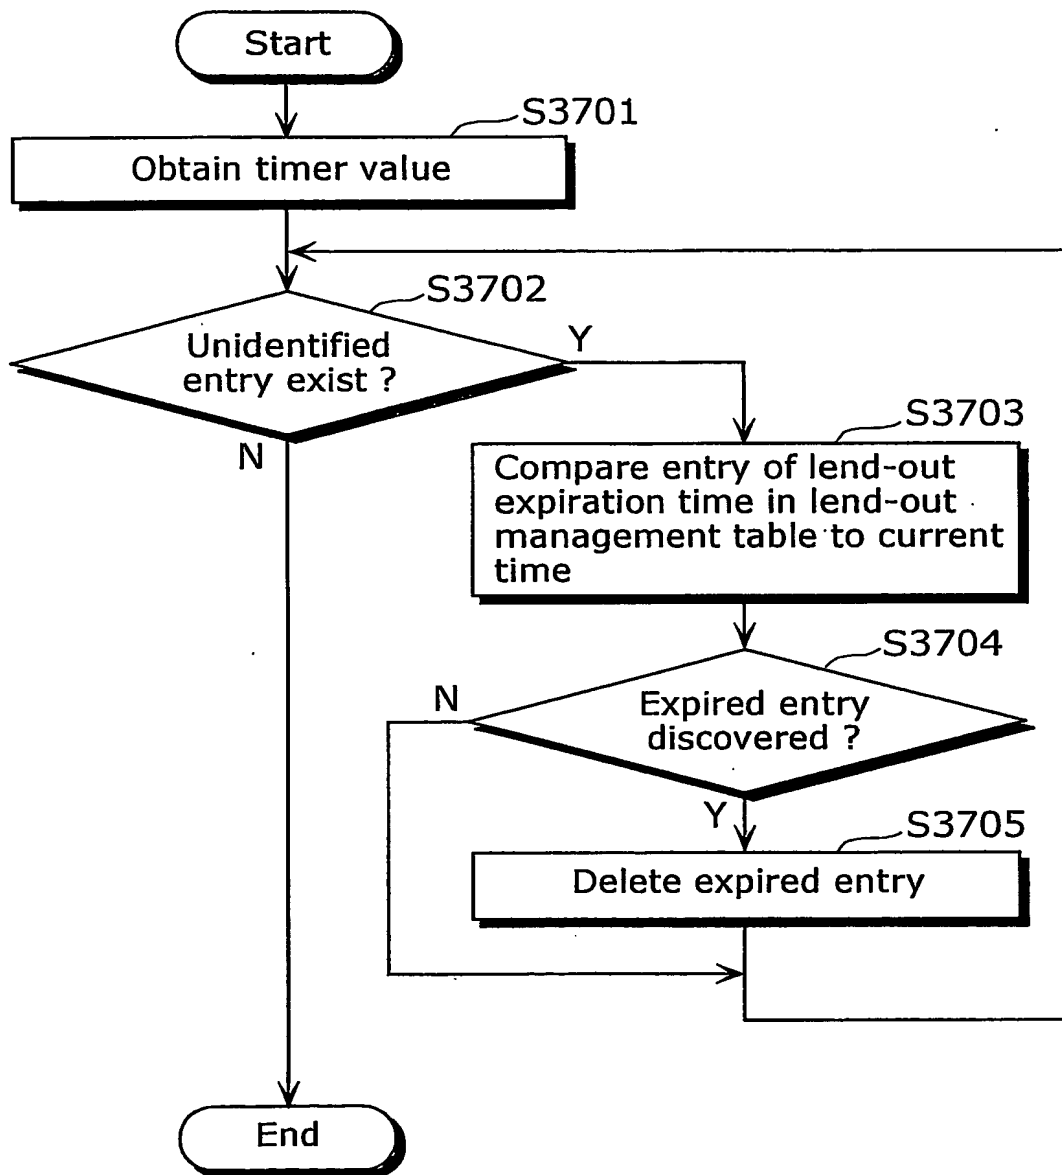 Start
S3701
Obtain timer value
S3702
Unidentified
entry exist ?
Y
N
S3703
Compare entry of lend-out
expiration time in lend-out
management table to current
time
S3704
Expired entry
discovered ?
N
Y
S3705
Delete expired entry
End